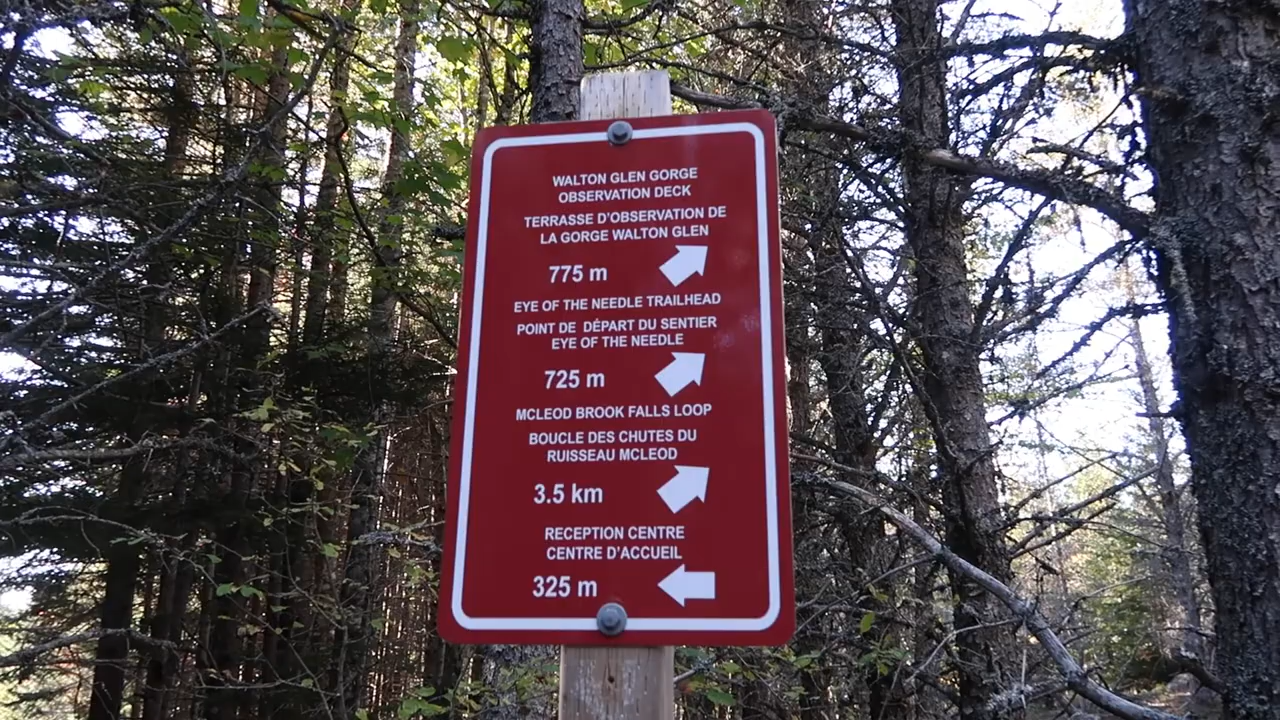 WALTON GLEN GORGE
OBSERVATION DECK
TERRASSE D'OBSERVATION DE
LA GORGE WALTON GLEN
775 m
EYE OF THE NEEDLE TRAILHEAD
POINT DE DÉPART DU SENTIER
EYE OF THE NEEDLE
725 m
MCLEOD BROOK FALLS LOOP
BOUCLE DES CHUTES DU
RUISSEAU MCLEOD
3.5 km
RECEPTION CENTRE
CENTRE D'ACCUEIL
325 m